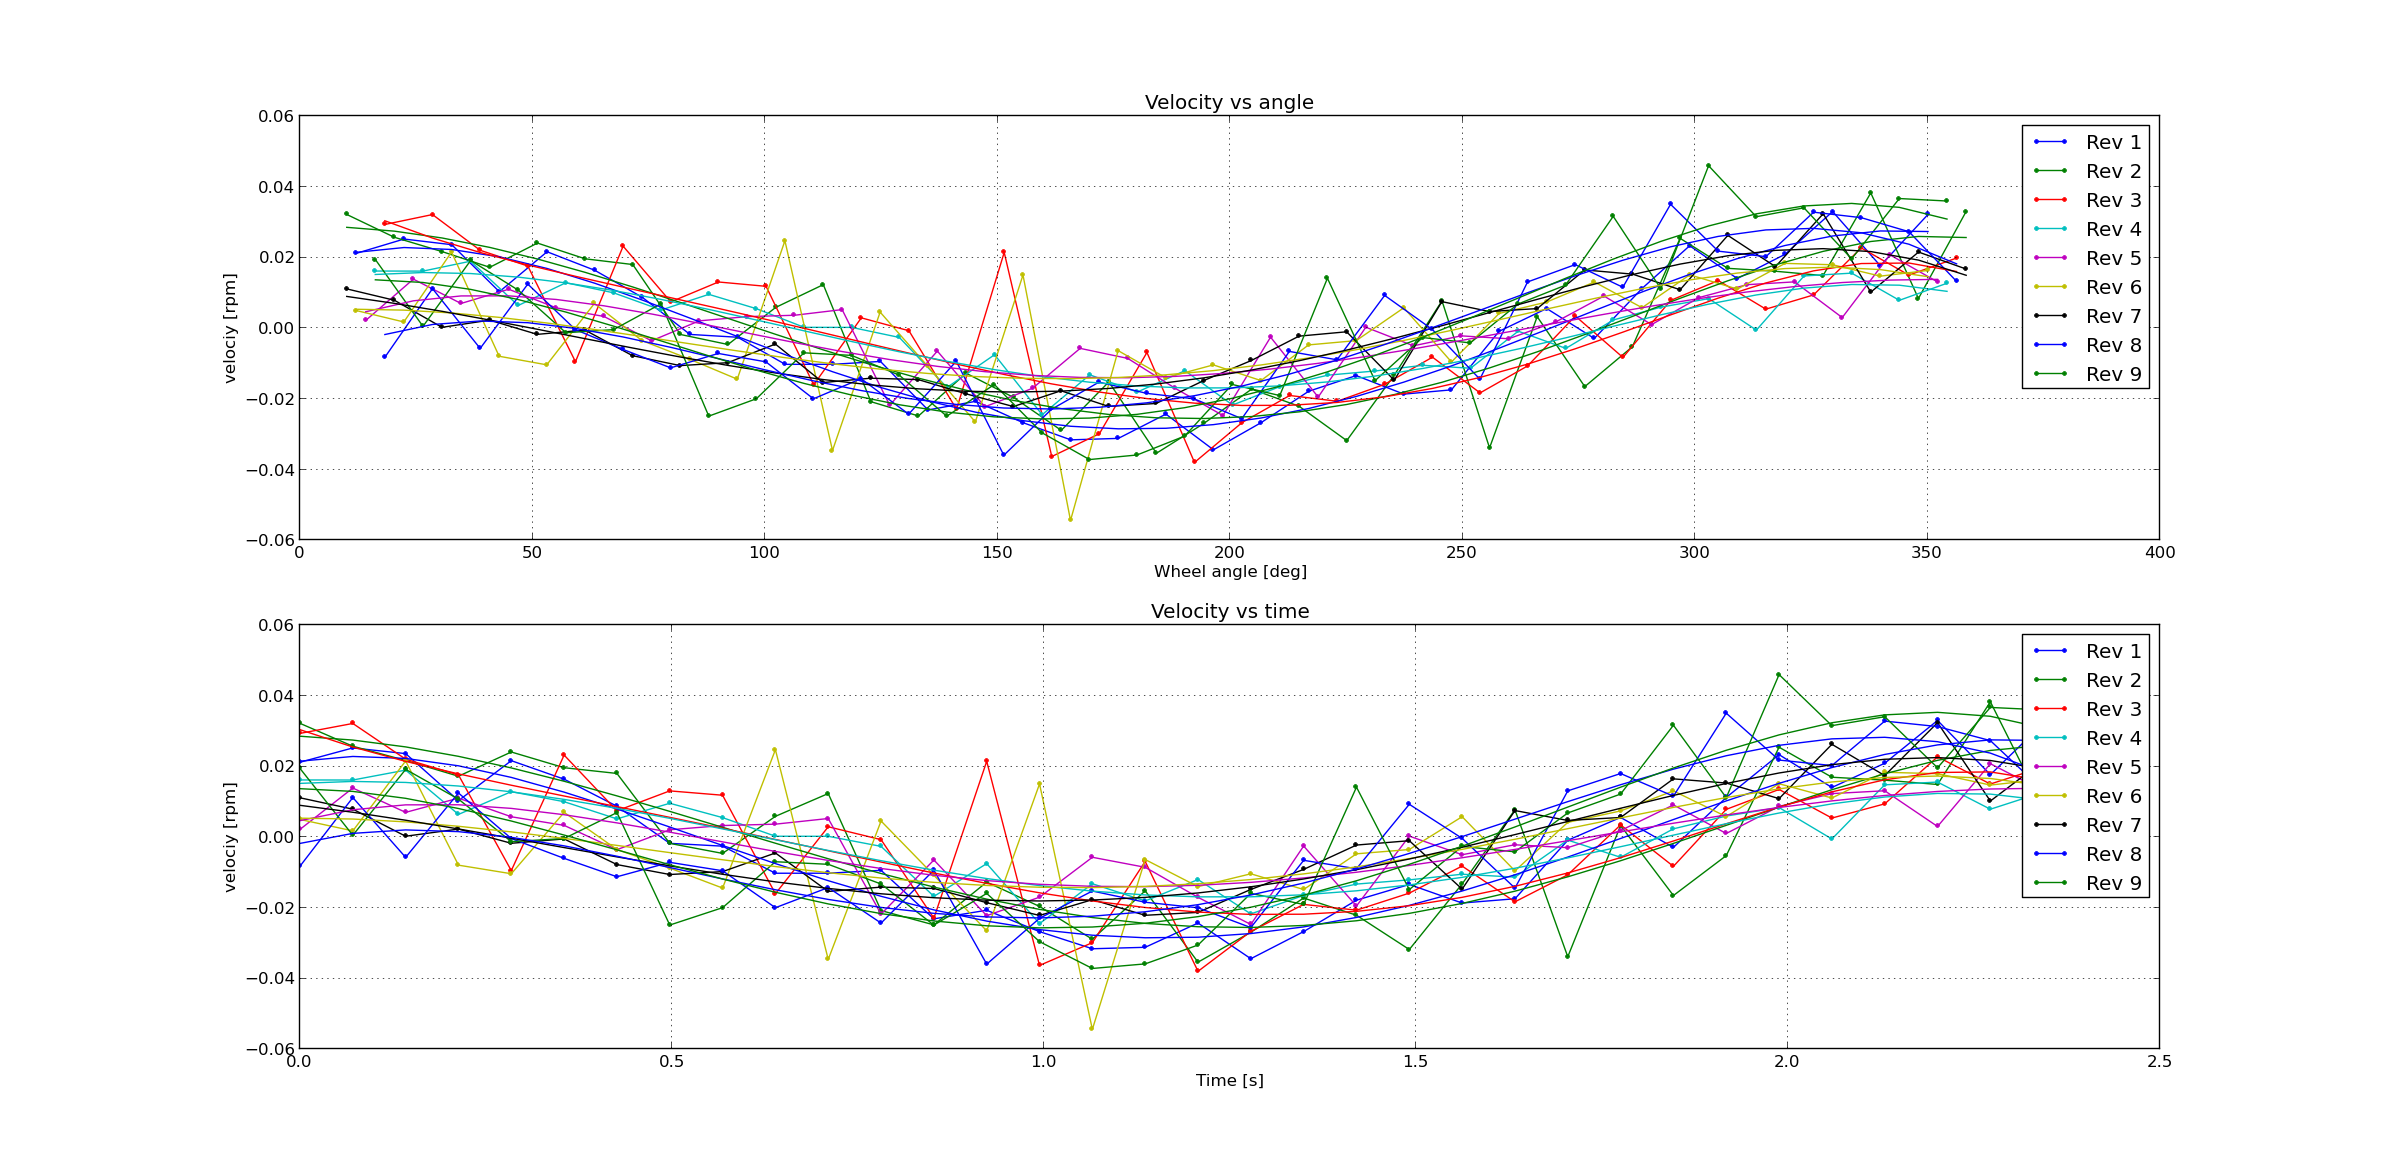 Velocity vs angle
0.06
0.04
0.02
0.00
−0.02
−0.04
−0.06
velociy [rpm]
Rev 1
Rev 2
Rev 3
Rev 4
Rev 5
Rev 6
Rev 7
Rev 8
Rev 9
0 50 100 150 200 250 300 350 400
Wheel angle [deg]
Velocity vs time
0.06
0.04
0.02
0.00
−0.02
−0.04
−0.06
velociy [rpm]
Rev 1
Rev 2
Rev 3
Rev 4
Rev 5
Rev 6
Rev 7
Rev 8
Rev 9
0.0 0.5 1.0 1.5 2.0 2.5
Time [s]